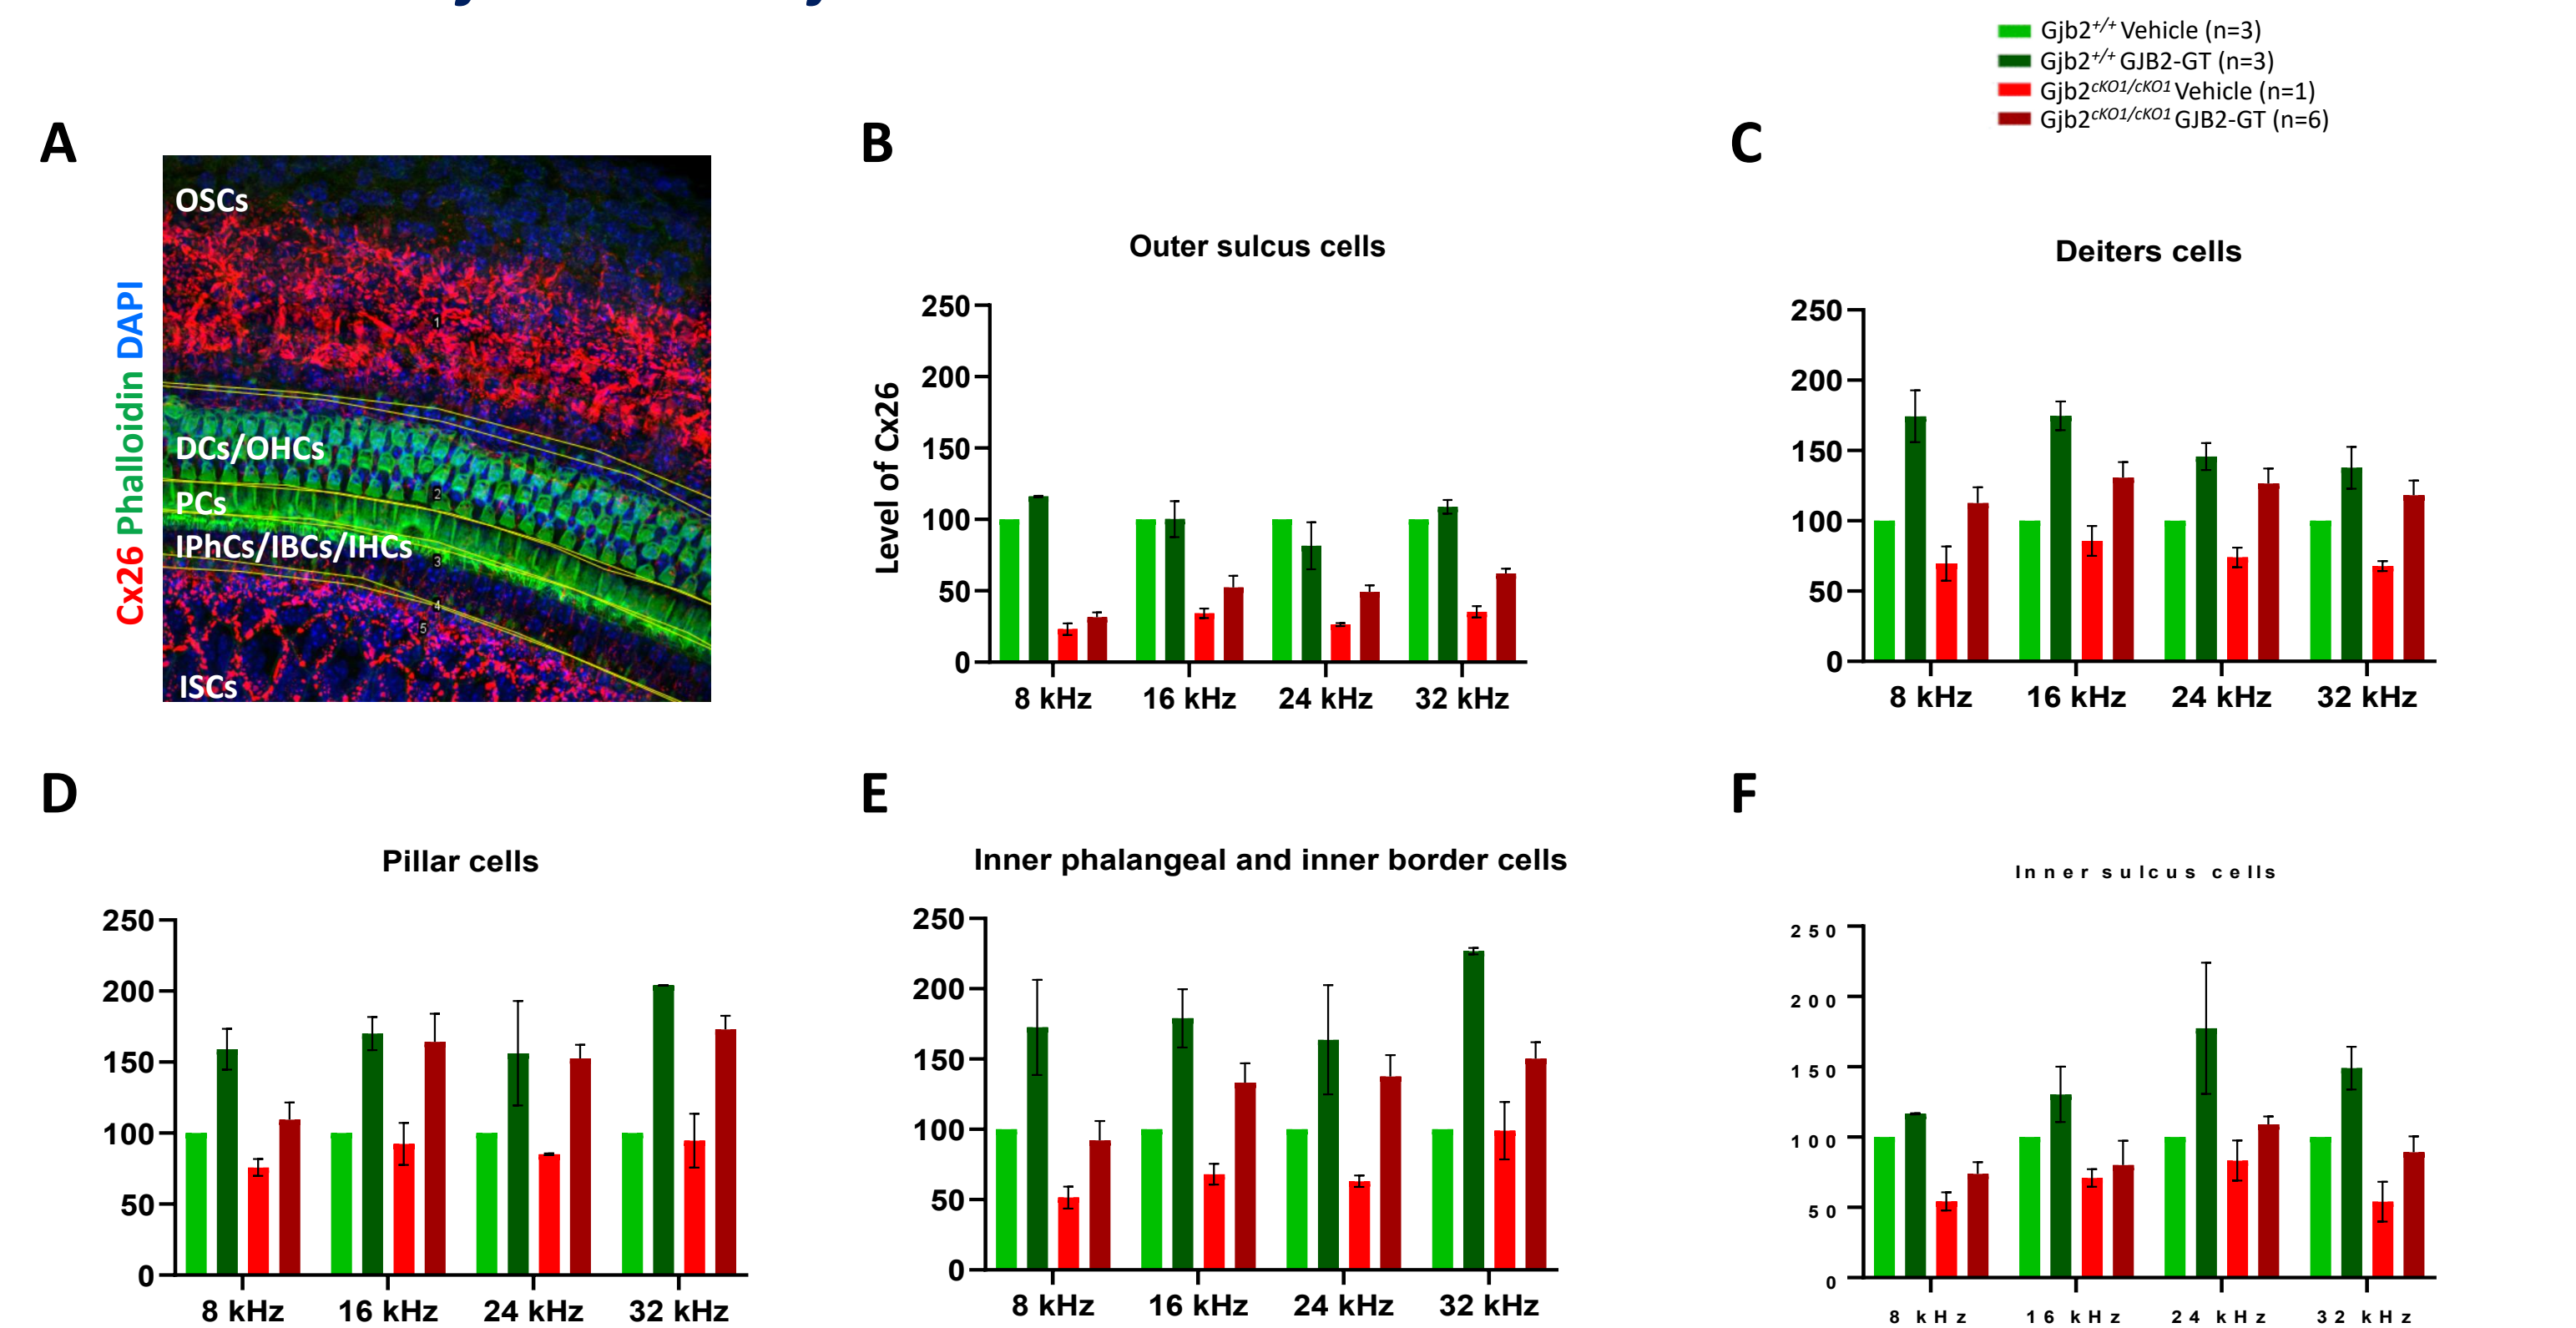 Gjb2+/+ Vehicle (n=3)
Gjb2+/+ GJB2-GT (n=3)
Gjb2cKO1/cKO1 Vehicle (n=1)
Gjb2cKO1/cKO1 GJB2-GT (n=6)
A
Cx26 Phalloidin DAPI
OSCs
1
DCs/OHCs
2
PCs
IPhCs/IBCs/IHCs
3
4
5
ISCs
B
Outer sulcus cells
Level of Cx26
250
200
150
100
50
0
8 kHz 16 kHz 24 kHz 32 kHz
C
Deiters cells
250
200
150
100
50
0
8 kHz 16 kHz 24 kHz 32 kHz
D
Pillar cells
250
200
150
100
50
0
8 kHz 16 kHz 24 kHz 32 kHz
E
Inner phalangeal and inner border cells
250
200
150
100
50
0
8 kHz 16 kHz 24 kHz 32 kHz
F
Inner sulcus cells
250
200
150
100
50
0
8 kHz 16 kHz 24 kHz 32 kHz